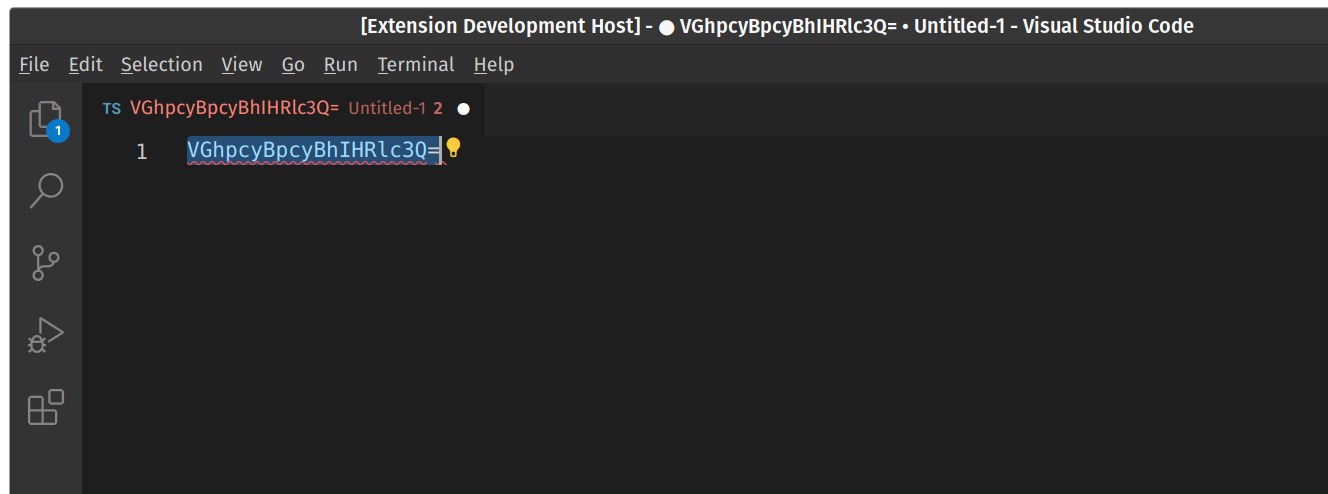 [Extension Development Host] - ● VGhpcyBpcyBhIHRlc3Q= • Untitled-1 - Visual Studio Code
File Edit Selection View Go Run Terminal Help
TS VGhpcyBpcyBhIHRlc3Q= Untitled-1 2 ●
1
1 VGhpcyBpcyBhIHRlc3Q=